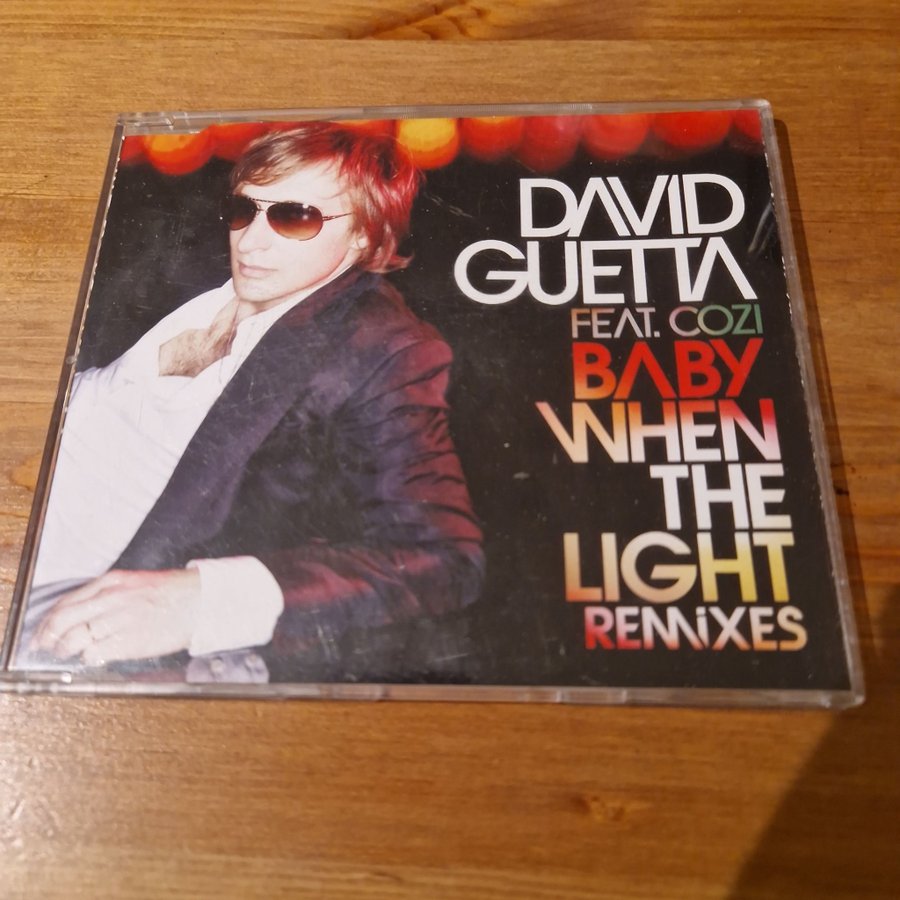 DAVID
GUETTA
FEAT. COZI
BABY
WHEN
THE
LIGHT
REMiXES